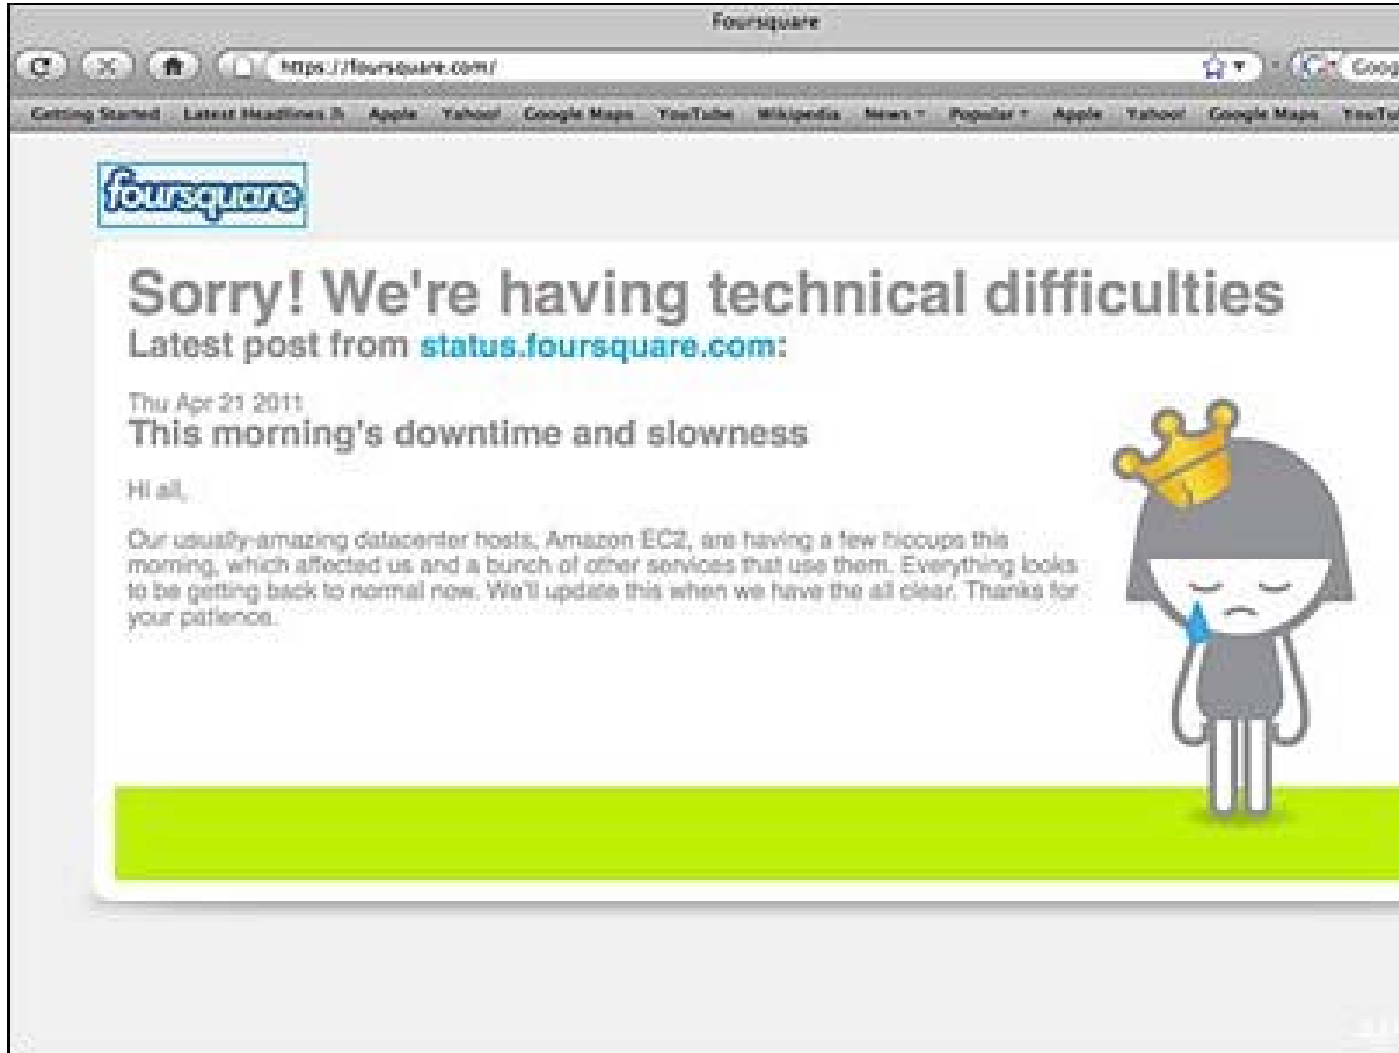 Foursquare
https://foursquare.com/
Goog
Getting Started Latest Headlines Apple Yahoo! Google Maps YouTube Wikipedia News Popular Apple Yahoo! Google Maps YouTu
foursquare
Sorry! We're having technical difficulties
Latest post from status.foursquare.com:
Thu Apr 21 2011
This morning's downtime and slowness
Hi all,
Our usually-amazing datacenter hosts, Amazon EC2, are having a few hiccups this
morning, which affected us and a bunch of other services that use them. Everything looks
to be getting back to normal now. We'll update this when we have the all clear. Thanks for
your patience.